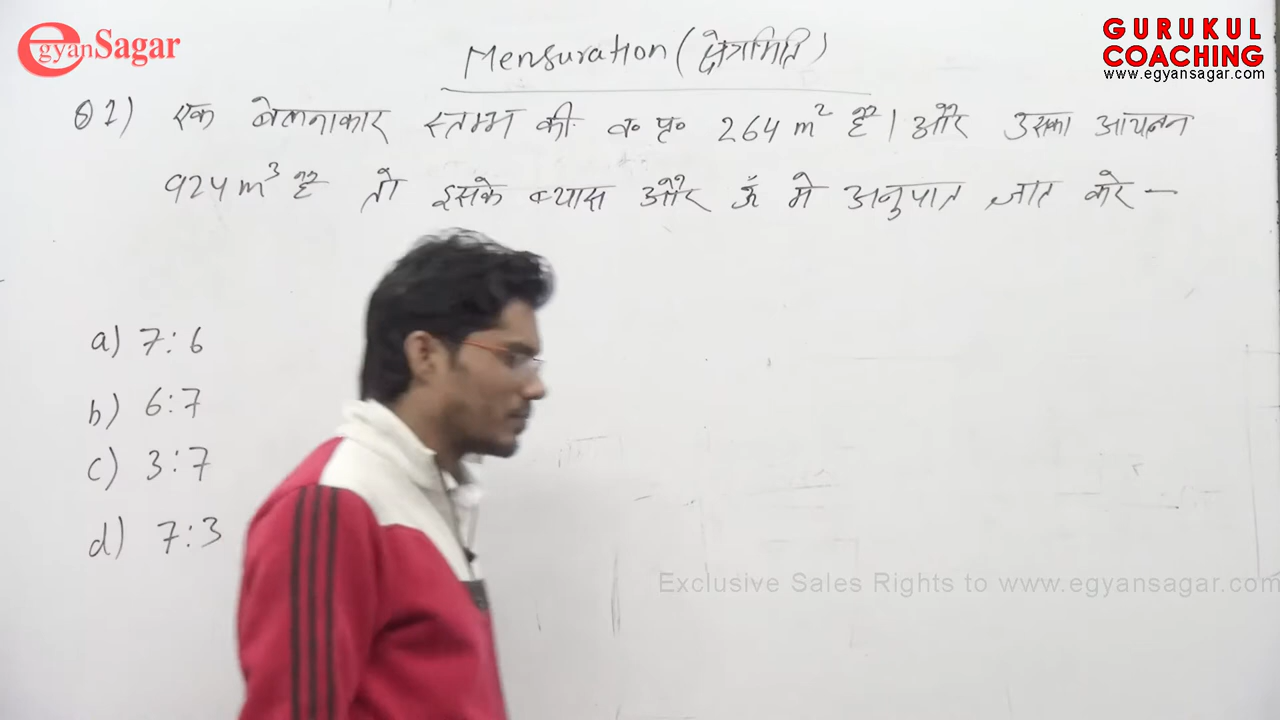 egyanSagar
GURUKUL
COACHING
www.egyansagar.com
Mensuration (क्षेत्रमिति)
Q1) एक बेलनाकार स्तम्भ की व० पृ० 264 m² है। और उसका आयतन
924 m³ है तो इसके व्यास और ऊँ मे अनुपात ज्ञात करे -
a) 7:6
b) 6:7
c) 3:7
d) 7:3
Exclusive Sales Rights to www.egyansagar.com